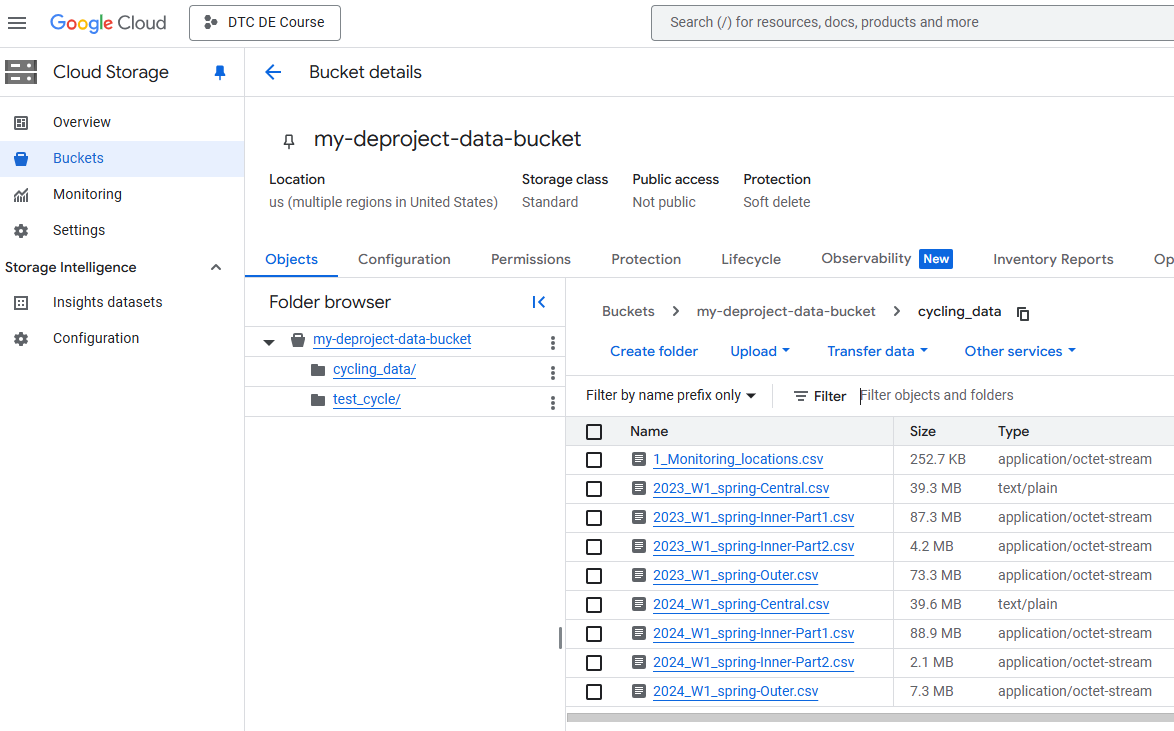 Google Cloud DTC DE Course Search (/) for resources, docs, products and more
Cloud Storage Bucket details
Overview
Buckets
Monitoring
Settings
Storage Intelligence
Insights datasets
Configuration
my-deproject-data-bucket
Location Storage class Public access Protection
us (multiple regions in United States) Standard Not public Soft delete
Objects Configuration Permissions Protection Lifecycle Observability New Inventory Reports Op
Folder browser
my-deproject-data-bucket
cycling_data/
test_cycle/
Buckets my-deproject-data-bucket cycling_data
Create folder Upload Transfer data Other services
Filter by name prefix only Filter Filter objects and folders
Name Size Type
1_Monitoring_locations.csv 252.7 KB application/octet-stream
2023_W1_spring-Central.csv 39.3 MB text/plain
2023_W1_spring-Inner-Part1.csv 87.3 MB application/octet-stream
2023_W1_spring-Inner-Part2.csv 4.2 MB application/octet-stream
2023_W1_spring-Outer.csv 73.3 MB application/octet-stream
2024_W1_spring-Central.csv 39.6 MB text/plain
2024_W1_spring-Inner-Part1.csv 88.9 MB application/octet-stream
2024_W1_spring-Inner-Part2.csv 2.1 MB application/octet-stream
2024_W1_spring-Outer.csv 7.3 MB application/octet-stream